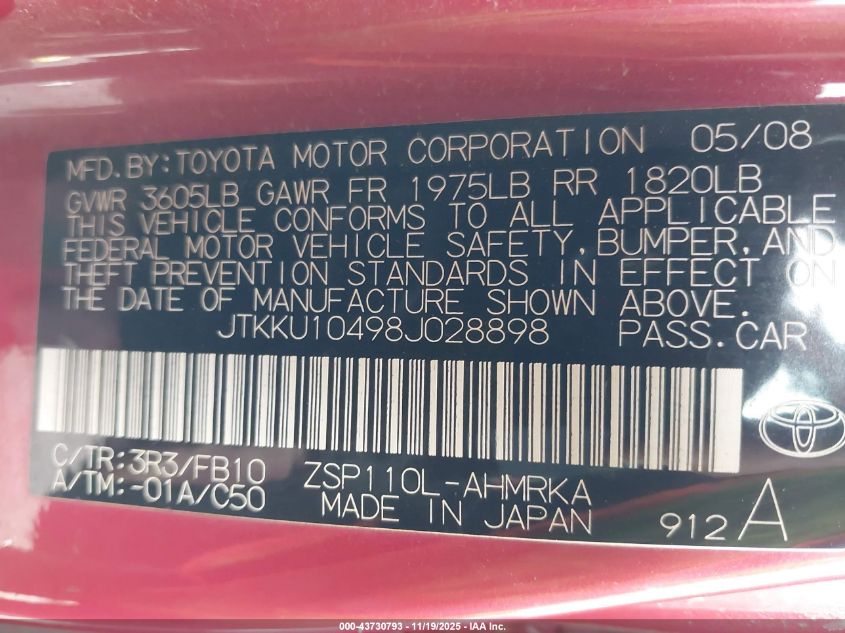 MFD.BY:TOYOTA MOTOR CORPORATION 05/08
GVWR 3605LB GAWR FR 1975LB RR 1820LB
THIS VEHICLE CONFORMS TO ALL APPLICABLE
FEDERAL MOTOR VEHICLE SAFETY,BUMPER,AND
THEFT PREVENTION STANDARDS IN EFFECT ON
THE DATE OF MANUFACTURE SHOWN ABOVE.
JTKKU10498J028898 PASS.CAR
C/TR:3R3/FB10 ZSP110L-AHMRKA
A/TM:-01A/C50 MADE IN JAPAN 912A
000-43730793 - 11/19/2025 - IAA Inc.